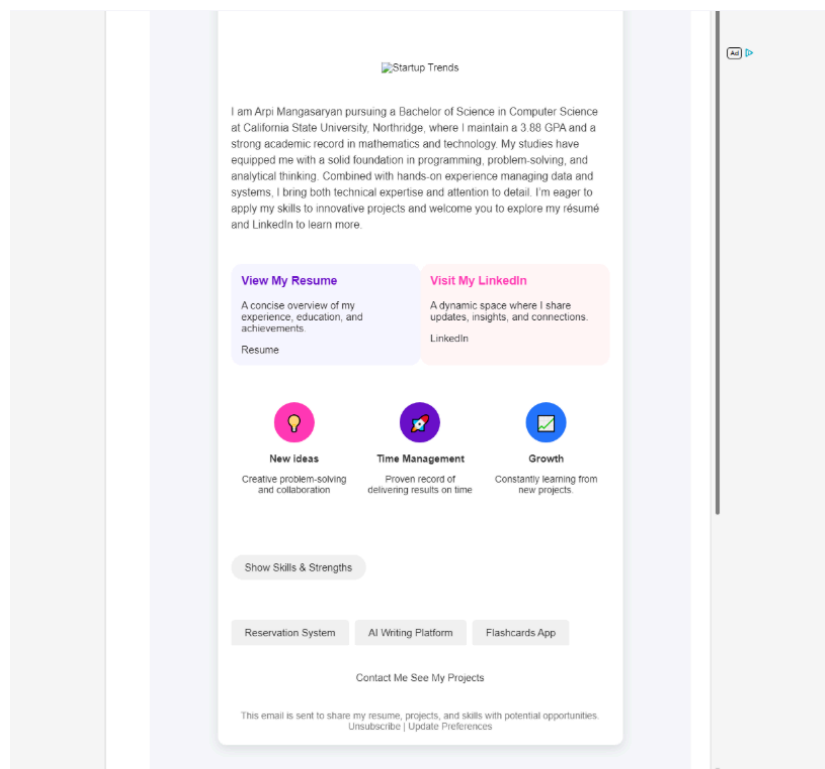 Ad
Startup Trends
I am Arpi Mangasaryan pursuing a Bachelor of Science in Computer Science
at California State University, Northridge, where I maintain a 3.88 GPA and a
strong academic record in mathematics and technology. My studies have
equipped me with a solid foundation in programming, problem-solving, and
analytical thinking. Combined with hands-on experience managing data and
systems, I bring both technical expertise and attention to detail. I'm eager to
apply my skills to innovative projects and welcome you to explore my résumé
and LinkedIn to learn more.
View My Resume
A concise overview of my
experience, education, and
achievements.
Resume
Visit My LinkedIn
A dynamic space where I share
updates, insights, and connections.
LinkedIn
New Ideas
Creative problem-solving
and collaboration
Time Management
Proven record of
delivering results on time
Growth
Constantly learning from
new projects.
Show Skills & Strengths
Reservation System
AI Writing Platform
Flashcards App
Contact Me See My Projects
This email is sent to share my resume, projects, and skills with potential opportunities.
Unsubscribe | Update Preferences